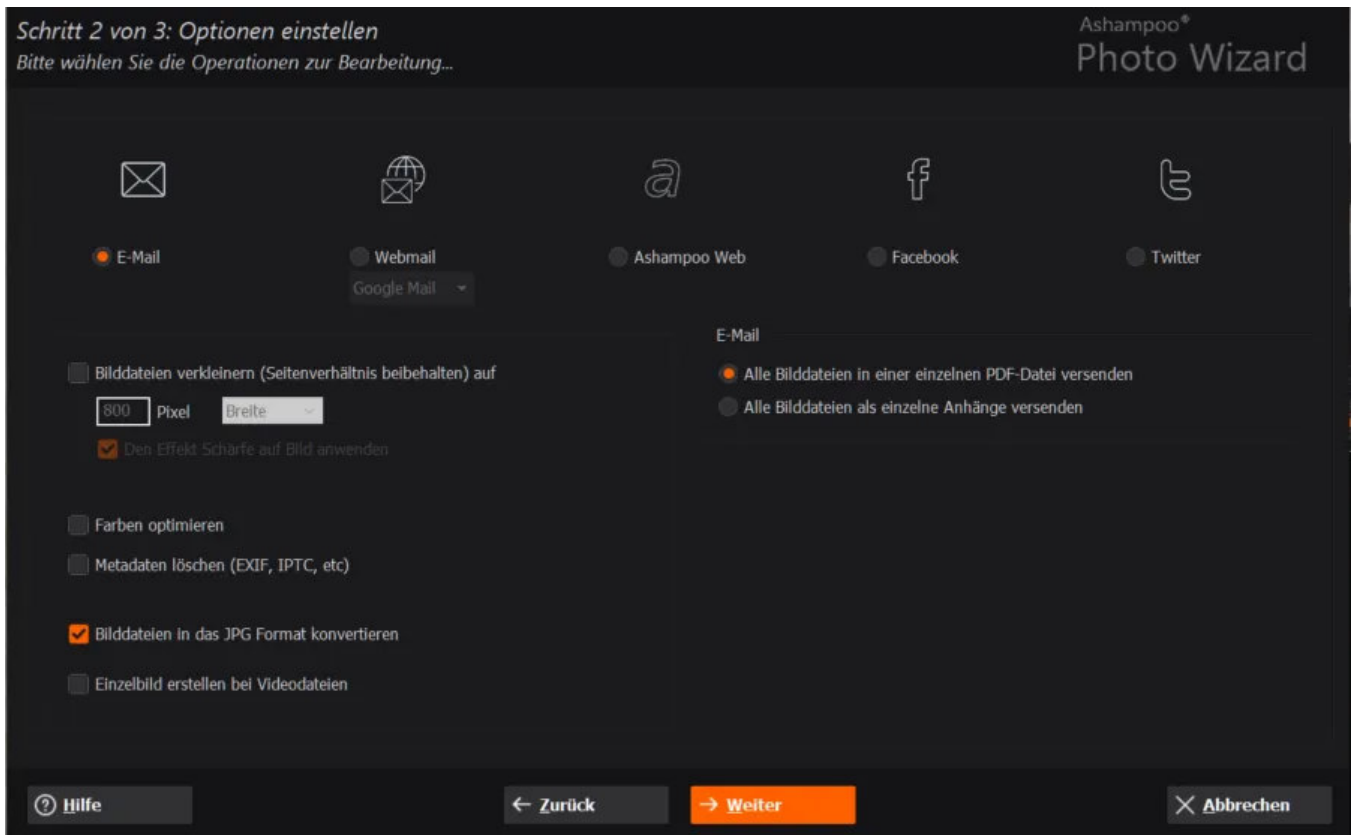 Schritt 2 von 3: Optionen einstellen
Bitte wählen Sie die Operationen zur Bearbeitung...
Ashampoo®
Photo Wizard
E-Mail
Webmail
Google Mail
Ashampoo Web
Facebook
Twitter
Bilddateien verkleinern (Seitenverhältnis beibehalten) auf
800 Pixel Breite
Den Effekt Schärfe auf Bild anwenden
Farben optimieren
Metadaten löschen (EXIF, IPTC, etc)
Bilddateien in das JPG Format konvertieren
Einzelbild erstellen bei Videodateien
E-Mail
Alle Bilddateien in einer einzelnen PDF-Datei versenden
Alle Bilddateien als einzelne Anhänge versenden
Hilfe
Zurück
Weiter
Abbrechen